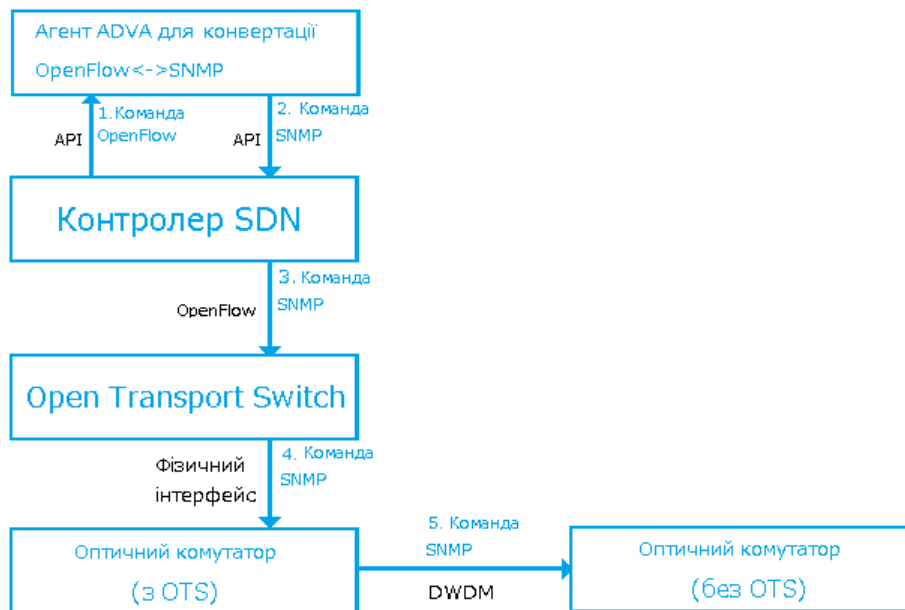 Агент ADVA для конвертації
OpenFlow<->SNMP
1.Команда
OpenFlow
API
2. Команда
SNMP
API
Контролер SDN
3. Команда
SNMP
OpenFlow
Open Transport Switch
4. Команда
SNMP
Фізичний
інтерфейс
Оптичний комутатор
(з OTS)
5. Команда
SNMP
DWDM
Оптичний комутатор
(без OTS)